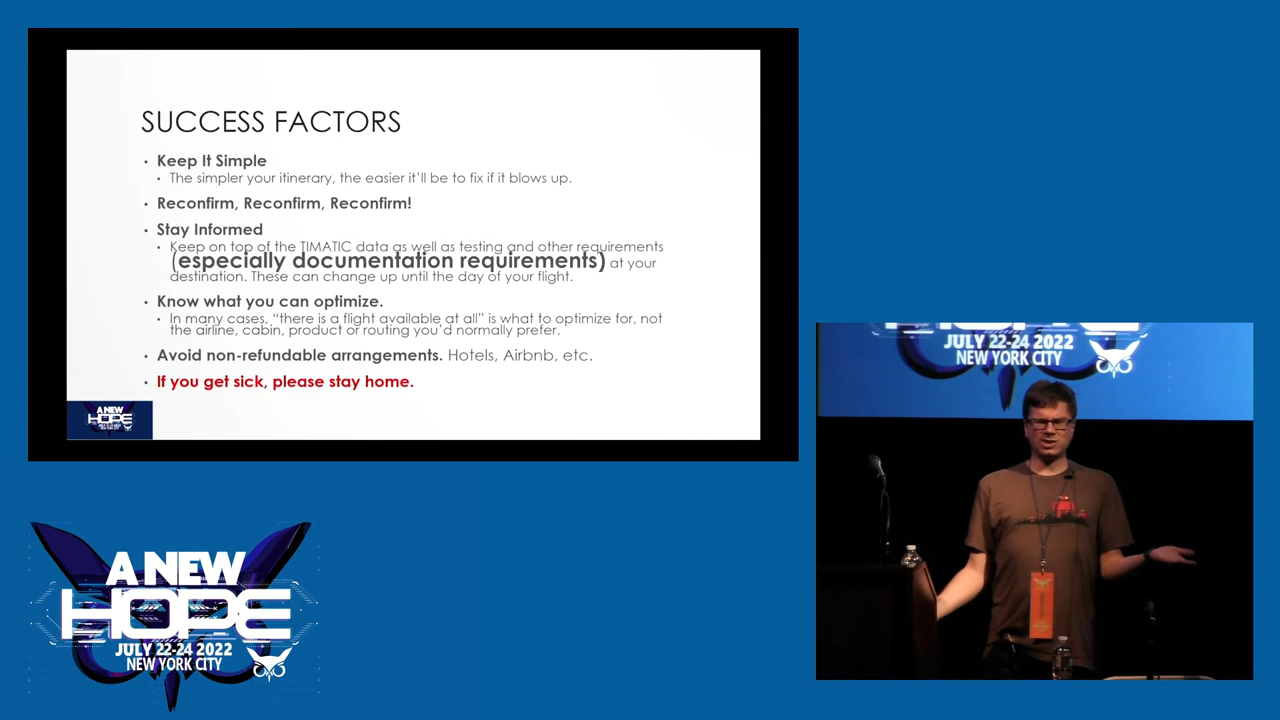 SUCCESS FACTORS
• Keep It Simple
• The simpler your itinerary, the easier it'll be to fix if it blows up.
• Reconfirm, Reconfirm, Reconfirm!
• Stay Informed
• Keep on top of the TIMATIC data as well as testing and other requirements
(especially documentation requirements) at your
destination. These can change up until the day of your flight.
• Know what you can optimize.
• In many cases, “there is a flight available at all” is what to optimize for, not
the airline, cabin, product or routing you'd normally prefer.
• Avoid non-refundable arrangements. Hotels, Airbnb, etc.
• If you get sick, please stay home.
A NEW
HOPE
JULY 22-24 2022
JULY 22-24 2022
NEW YORK CITY
A NEW
HOPE
JULY 22-24 2022
NEW YORK CITY